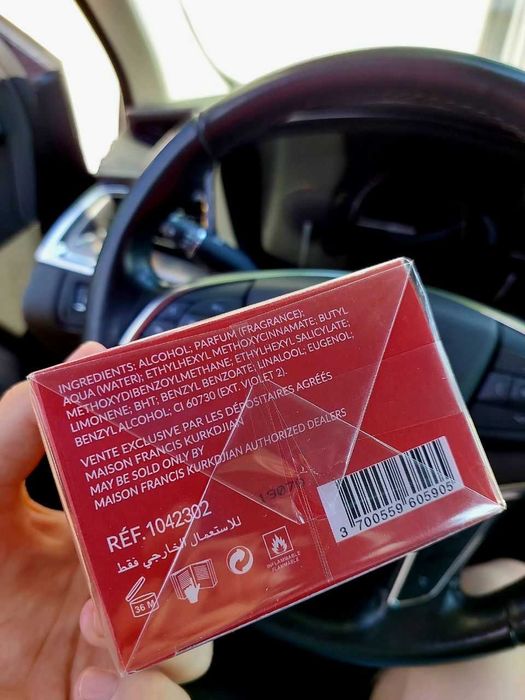 INGREDIENTS: ALCOHOL; PARFUM (FRAGRANCE);
AQUA (WATER); ETHYLHEXYL METHOXYCINNAMATE; BUTYL
METHOXYDIBENZOYLMETHANE; ETHYLHEXYL SALICYLATE;
LIMONENE; BHT; BENZYL BENZOATE; LINALOOL; EUGENOL;
BENZYL ALCOHOL; CI 60730 (EXT. VIOLET 2).
VENTE EXCLUSIVE PAR LES DÉPOSITAIRES AGRÉÉS
MAISON FRANCIS KURKDJIAN
MAY BE SOLD ONLY BY
MAISON FRANCIS KURKDJIAN AUTHORIZED DEALERS
RÉF. 1042302
للاستعمال الخارجي فقط
36 M
INFLAMMABLE
FLAMMABLE
3 700559 605905